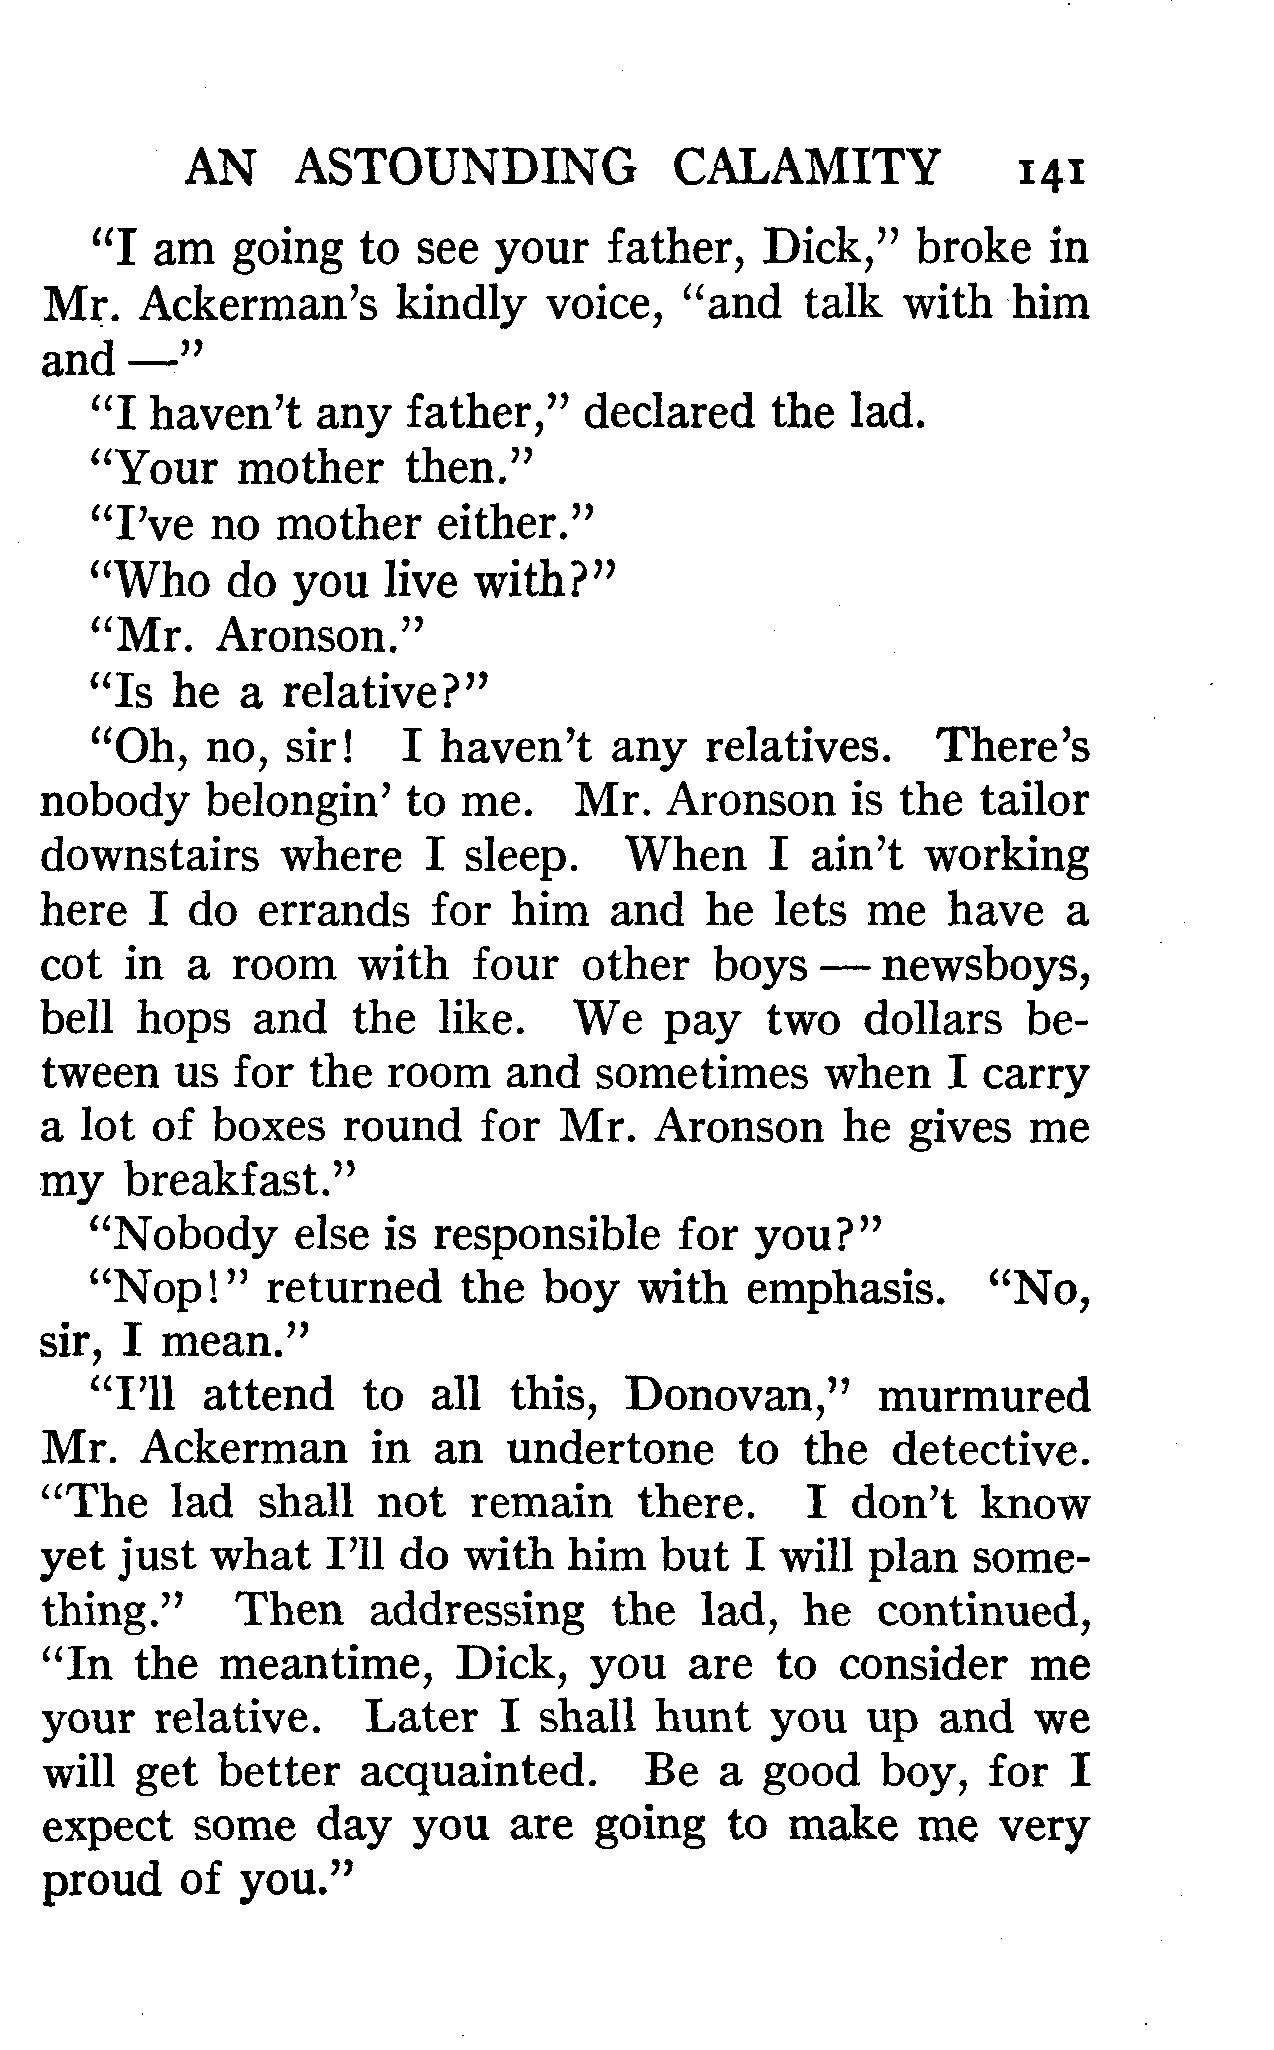 AN ASTOUNDING CALAMITY 141
"I am going to see your father, Dick," broke in
Mr. Ackerman's kindly voice, "and talk with him
and —"
"I haven't any father," declared the lad.
"Your mother then."
"I've no mother either."
"Who do you live with?"
"Mr. Aronson."
"Is he a relative?"
"Oh, no, sir! I haven't any relatives. There's
nobody belongin' to me. Mr. Aronson is the tailor
downstairs where I sleep. When I ain't working
here I do errands for him and he lets me have a
cot in a room with four other boys — newsboys,
bell hops and the like. We pay two dollars be-
tween us for the room and sometimes when I carry
a lot of boxes round for Mr. Aronson he gives me
my breakfast."
"Nobody else is responsible for you?"
"Nop!" returned the boy with emphasis. "No,
sir, I mean."
"I'll attend to all this, Donovan," murmured
Mr. Ackerman in an undertone to the detective.
"The lad shall not remain there. I don't know
yet just what I'll do with him but I will plan some-
thing." Then addressing the lad, he continued,
"In the meantime, Dick, you are to consider me
your relative. Later I shall hunt you up and we
will get better acquainted. Be a good boy, for I
expect some day you are going to make me very
proud of you."